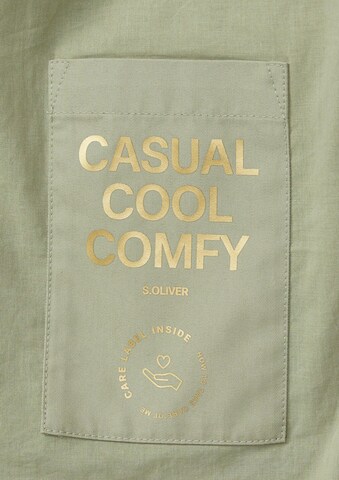 CASUAL
COOL
COMFY
S.OLIVER
CARE LABEL INSIDE